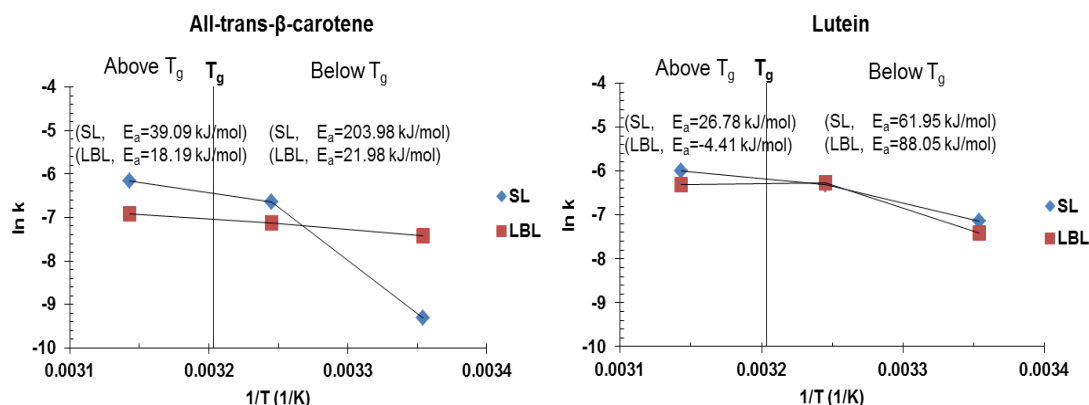 All-trans-β-carotene
Above Tg Tg Below Tg
-4
(SL, Ea=39.09 kJ/mol) (SL, Ea=203.98 kJ/mol)
-5
(LBL, Ea=18.19 kJ/mol) (LBL, Ea=21.98 kJ/mol)
-6
ln k
-7
-8
-9
-10
SL
LBL
0.0031 0.0032 0.0033 0.0034
1/T (1/K)
Lutein
Above Tg Tg Below Tg
-4
(SL, Ea=26.78 kJ/mol) (SL, Ea=61.95 kJ/mol)
-5
(LBL, Ea=-4.41 kJ/mol) (LBL, Ea=88.05 kJ/mol)
-6
ln k
-7
-8
-9
-10
SL
LBL
0.0031 0.0032 0.0033 0.0034
1/T (1/K)